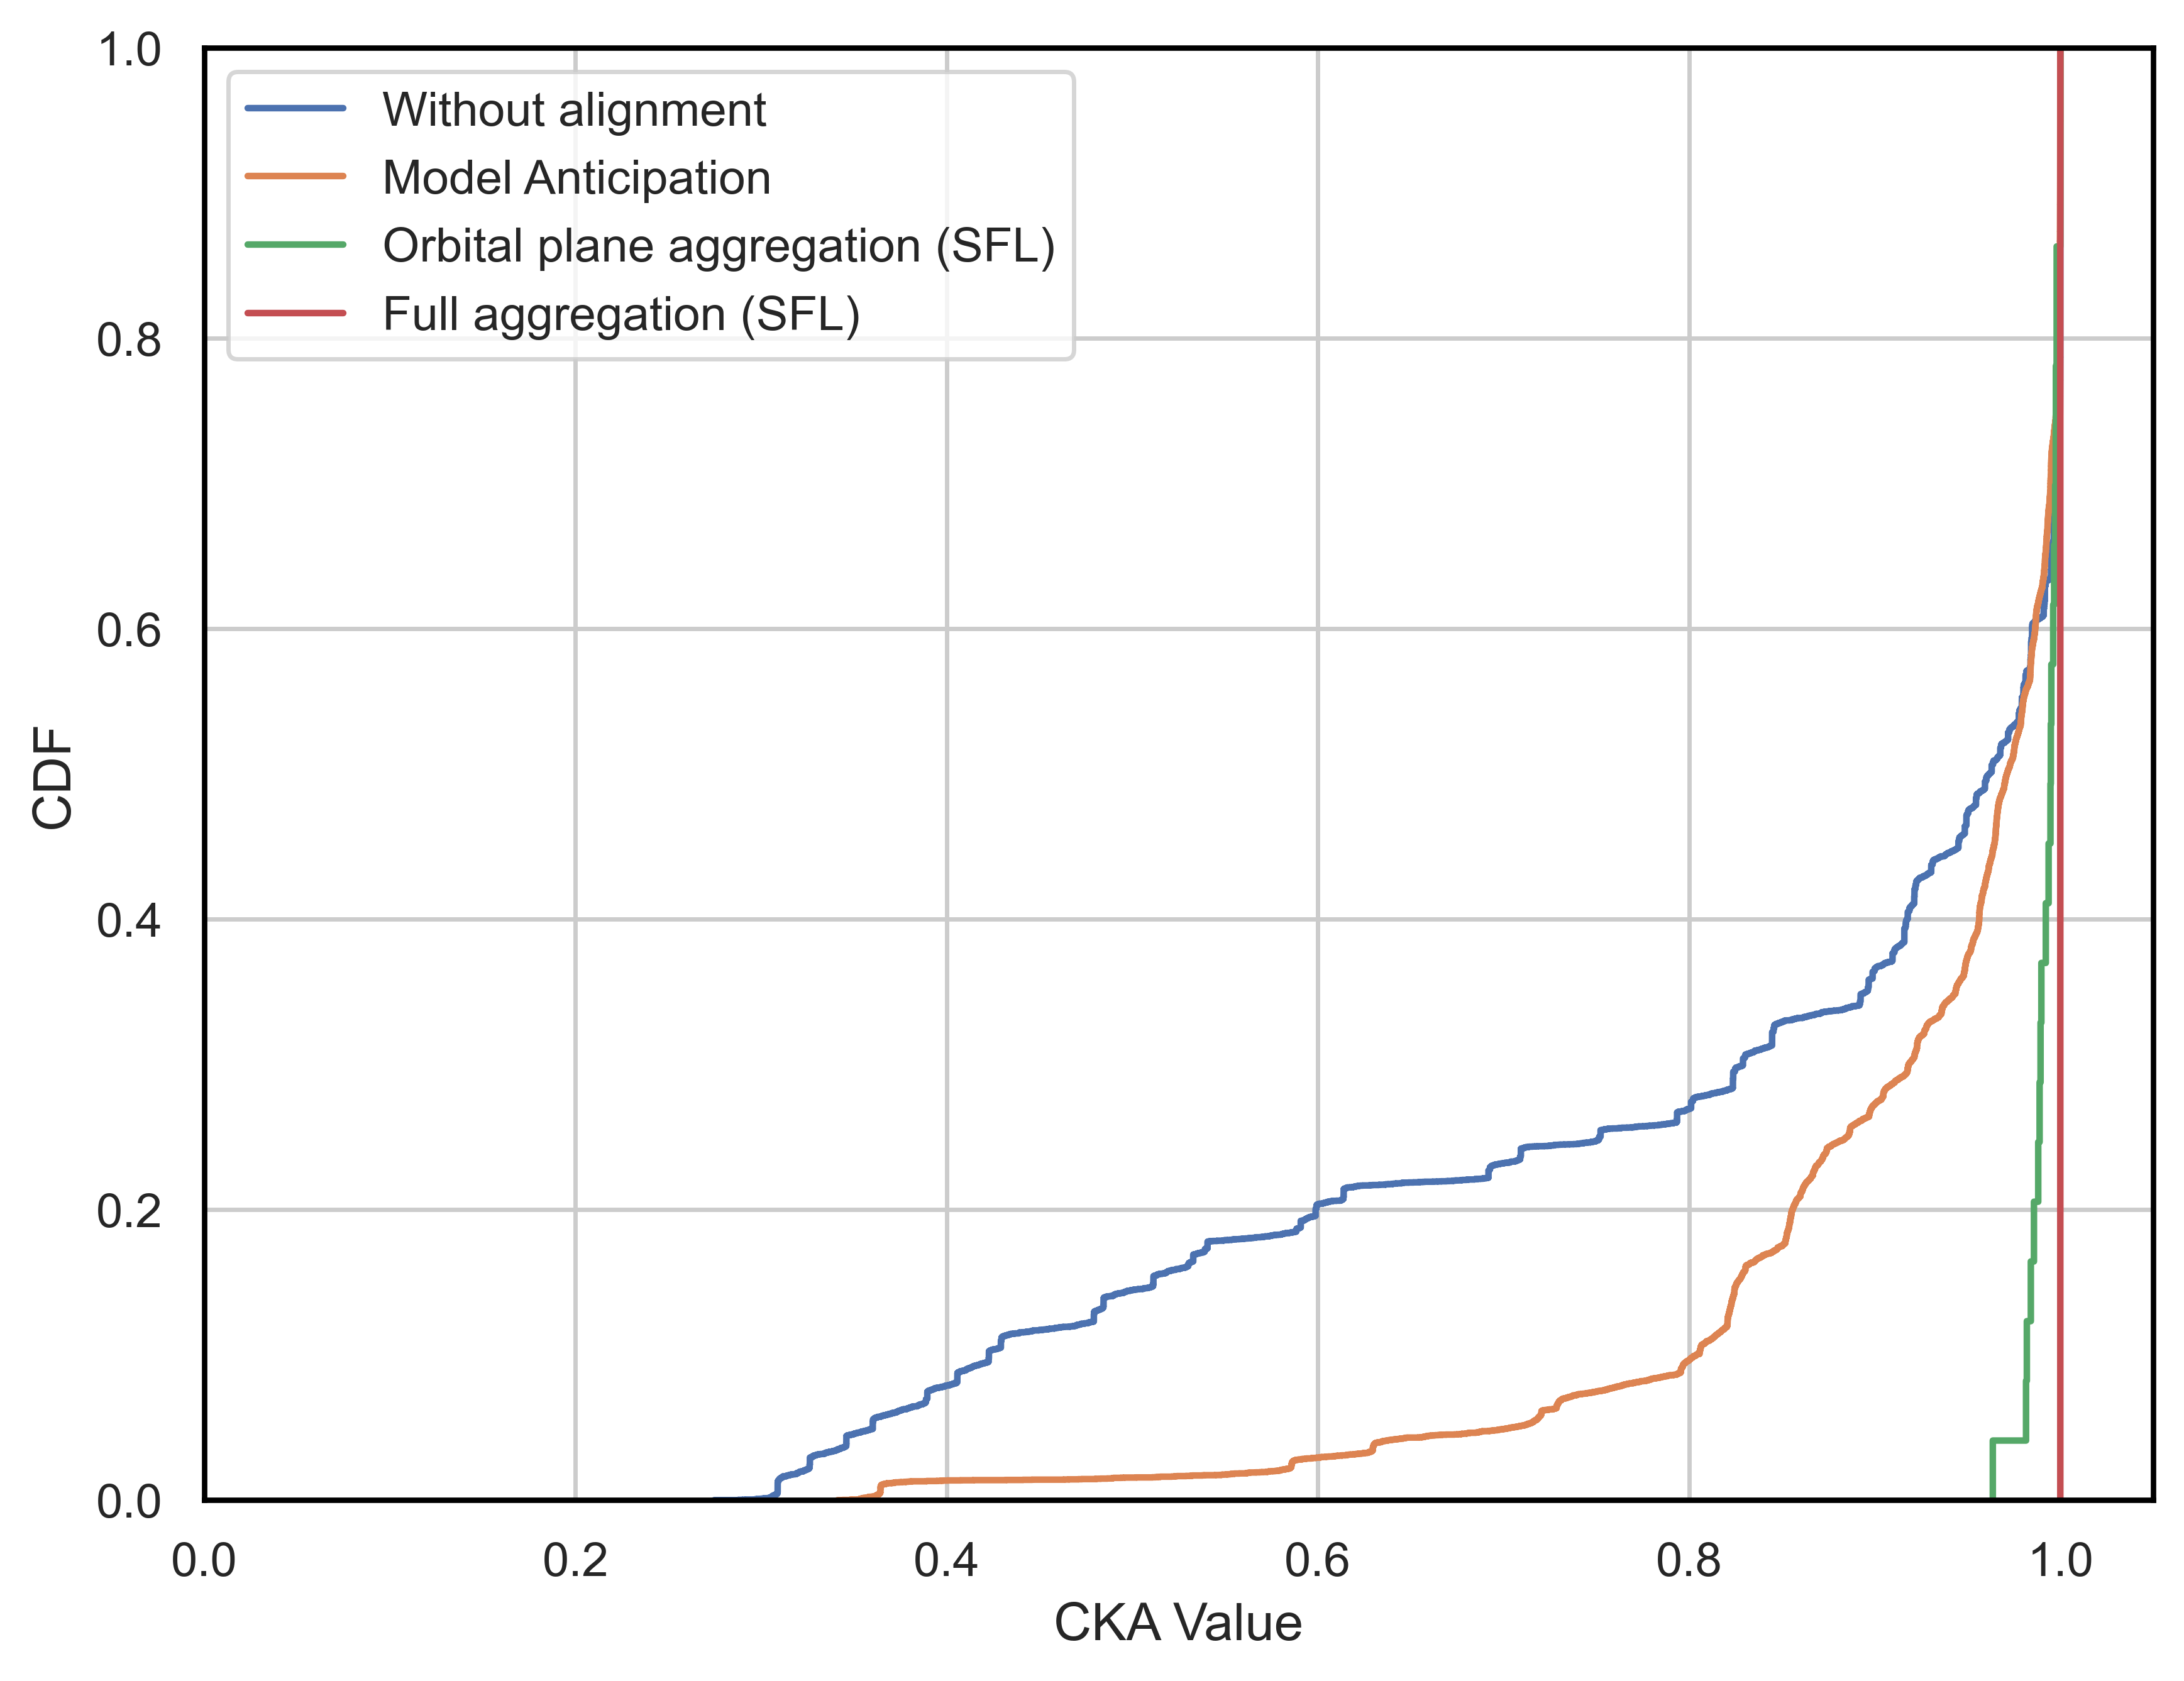 1.0
0.8
0.6
0.4
0.2
0.0
CDF
Without alignment
Model Anticipation
Orbital plane aggregation (SFL)
Full aggregation (SFL)
0.0 0.2 0.4 0.6 0.8 1.0
CKA Value